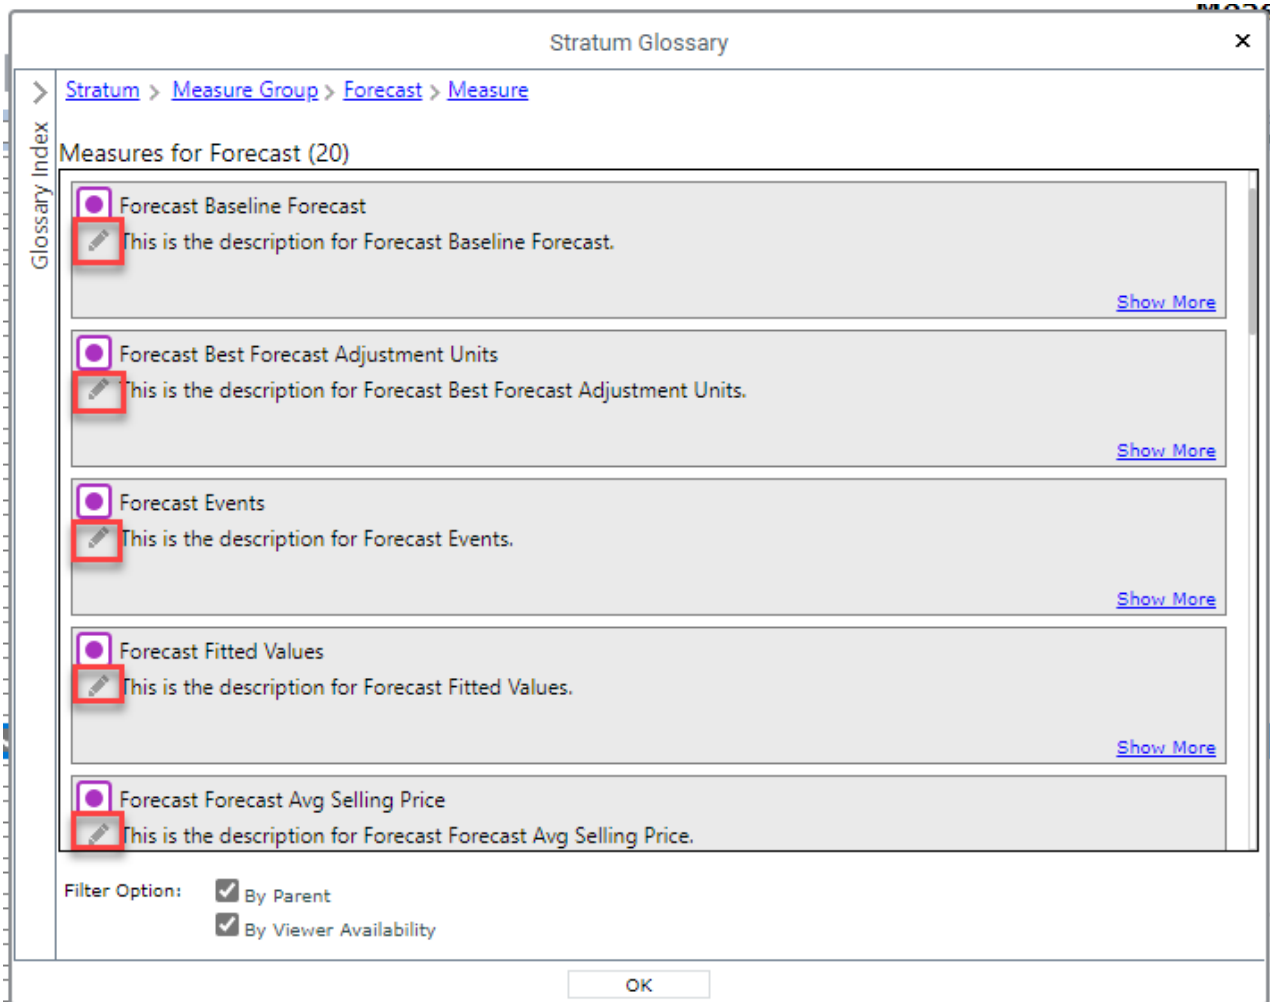 Stratum Glossary
Stratum > Measure Group > Forecast > Measure
Glossary Index
Measures for Forecast (20)
Forecast Baseline Forecast
This is the description for Forecast Baseline Forecast.
Show More
Forecast Best Forecast Adjustment Units
This is the description for Forecast Best Forecast Adjustment Units.
Show More
Forecast Events
This is the description for Forecast Events.
Show More
Forecast Fitted Values
This is the description for Forecast Fitted Values.
Show More
Forecast Forecast Avg Selling Price
This is the description for Forecast Forecast Avg Selling Price.
Filter Option:
By Parent
By Viewer Availability
OK